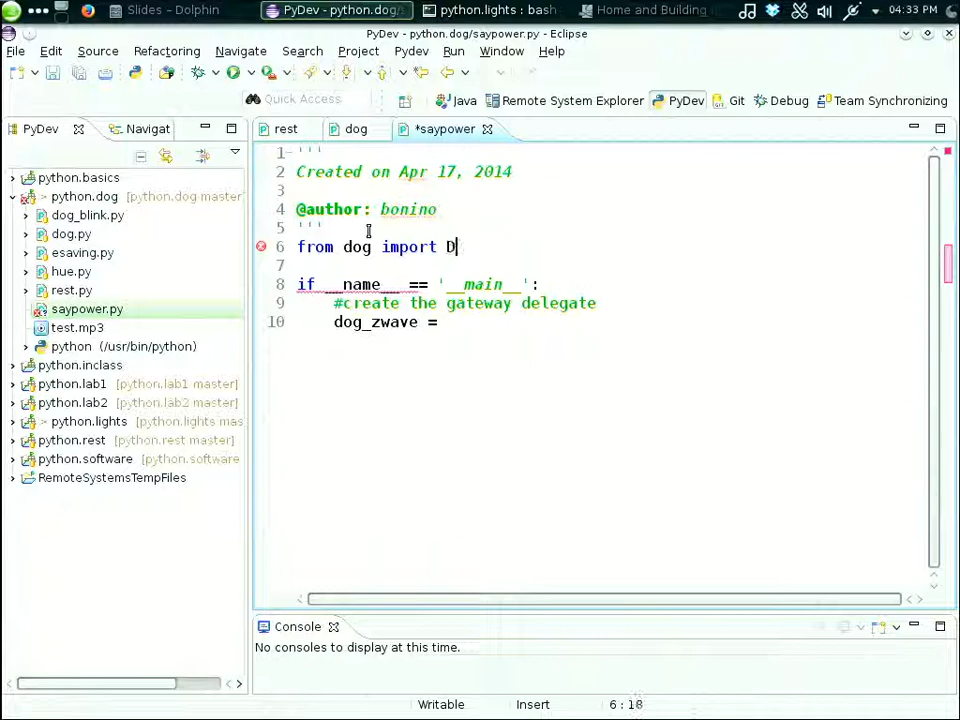 Slides – Dolphin
PyDev - python.dog/s
python.lights : bash
Home and Building
04:33 PM
PyDev - python.dog/saypower.py - Eclipse
File Edit Source Refactoring Navigate Search Project Pydev Run Window Help
Quick Access
Java Remote System Explorer PyDev Git Debug Team Synchronizing
PyDev Navigat
rest dog *saypower
python.basics
> python.dog [python.dog master
dog_blink.py
dog.py
esaving.py
hue.py
rest.py
saypower.py
test.mp3
python (/usr/bin/python)
python.inclass
python.lab1 [python.lab1 master]
python.lab2 [python.lab2 master]
> python.lights [python.lights mas
python.rest [python.rest master]
python.software [python.software
RemoteSystemsTempFiles
1 '''
2 Created on Apr 17, 2014
3
4 @author: bonino
5 '''
6 from dog import D
7
8 if __name__ == '__main__':
9 #create the gateway delegate
10 dog_zwave =
Console
No consoles to display at this time.
Writable Insert 6 : 18